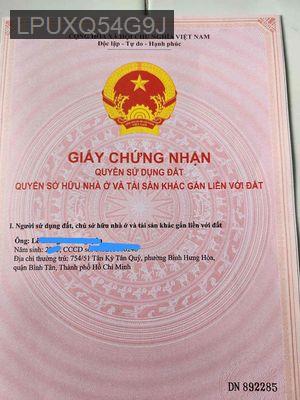 LPUXO54G9J
CỘNG HÒA XÃ HỘI CHỦ NGHĨA VIỆT NAM
Độc lập - Tự do - Hạnh phúc
GIẤY CHỨNG NHẬN
QUYỀN SỬ DỤNG ĐẤT
QUYỀN SỞ HỮU NHÀ Ở VÀ TÀI SẢN KHÁC GẮN LIỀN VỚI ĐẤT
I. Người sử dụng đất, chủ sở hữu nhà ở và tài sản khác gắn liền với đất
Ông:
Năm sinh: CCCD
Địa chỉ thường trú: 754/51 Tân Kỳ Tân Quý, phường Bình Hưng Hòa,
quận Bình Tân, Thành phố Hồ Chí Minh
DN 892285